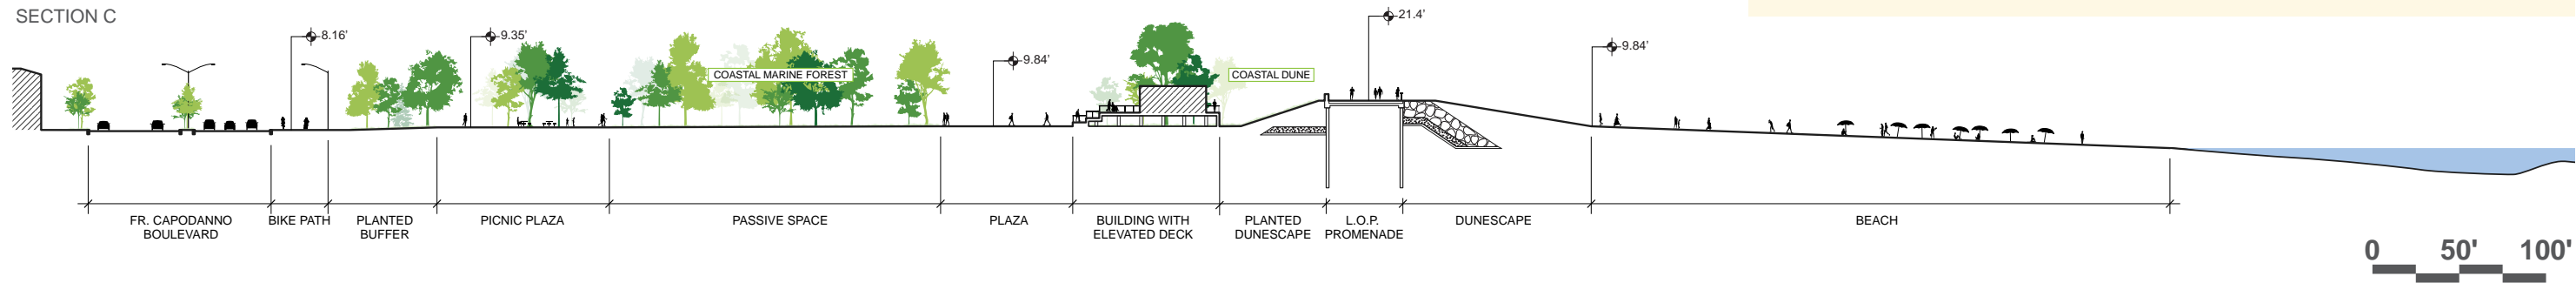 SECTION C
8.16'
9.35'
9.84'
21.4'
9.84'
COASTAL MARINE FOREST
COASTAL DUNE
FR. CAPODANNO
BOULEVARD
BIKE PATH
PLANTED
BUFFER
PICNIC PLAZA
PASSIVE SPACE
PLAZA
BUILDING WITH
ELEVATED DECK
PLANTED
DUNESCAPE
L.O.P.
PROMENADE
DUNESCAPE
BEACH
0 50' 100'